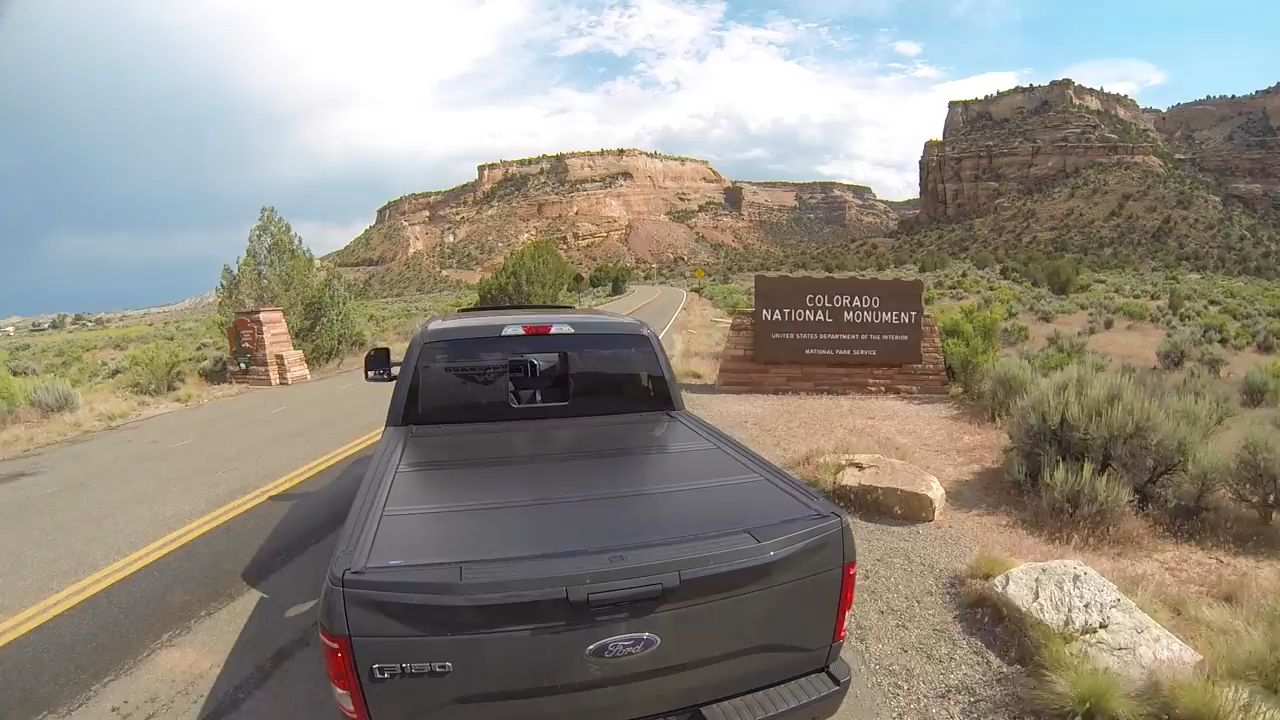 COLORADO
NATIONAL MONUMENT
UNITED STATES DEPARTMENT OF THE INTERIOR
NATIONAL PARK SERVICE
Ford
F150